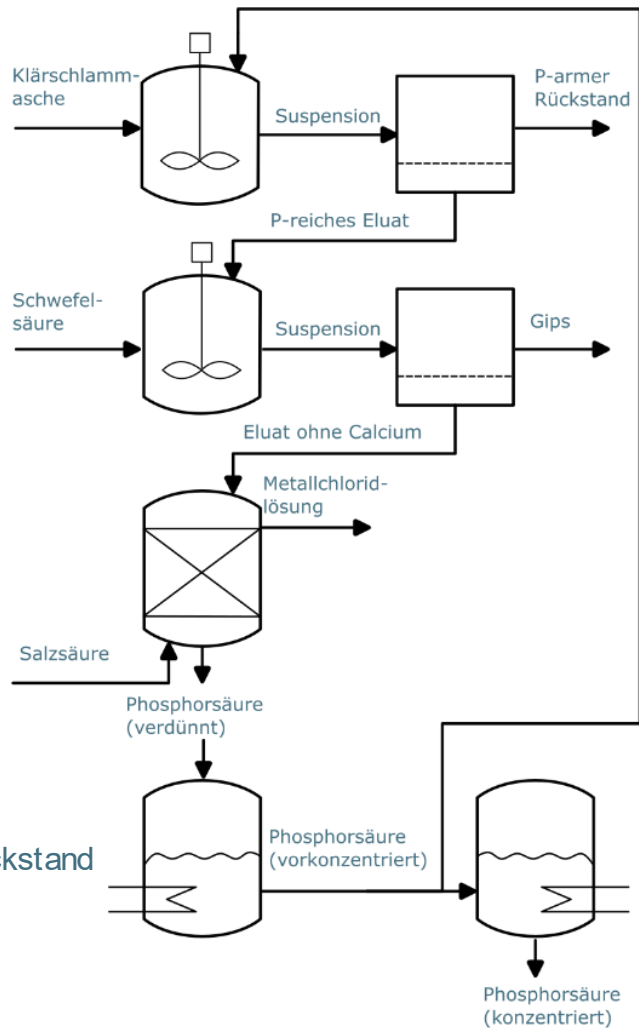 Klärschlamm-
asche
Suspension
P-armer
Rückstand
P-reiches Eluat
Schwefel-
säure
Suspension
Gips
Eluat ohne Calcium
Metallchlorid-
lösung
Salzsäure
Phosphorsäure
(verdünnt)
Phosphorsäure
(vorkonzentriert)
ckstand
Phosphorsäure
(konzentriert)